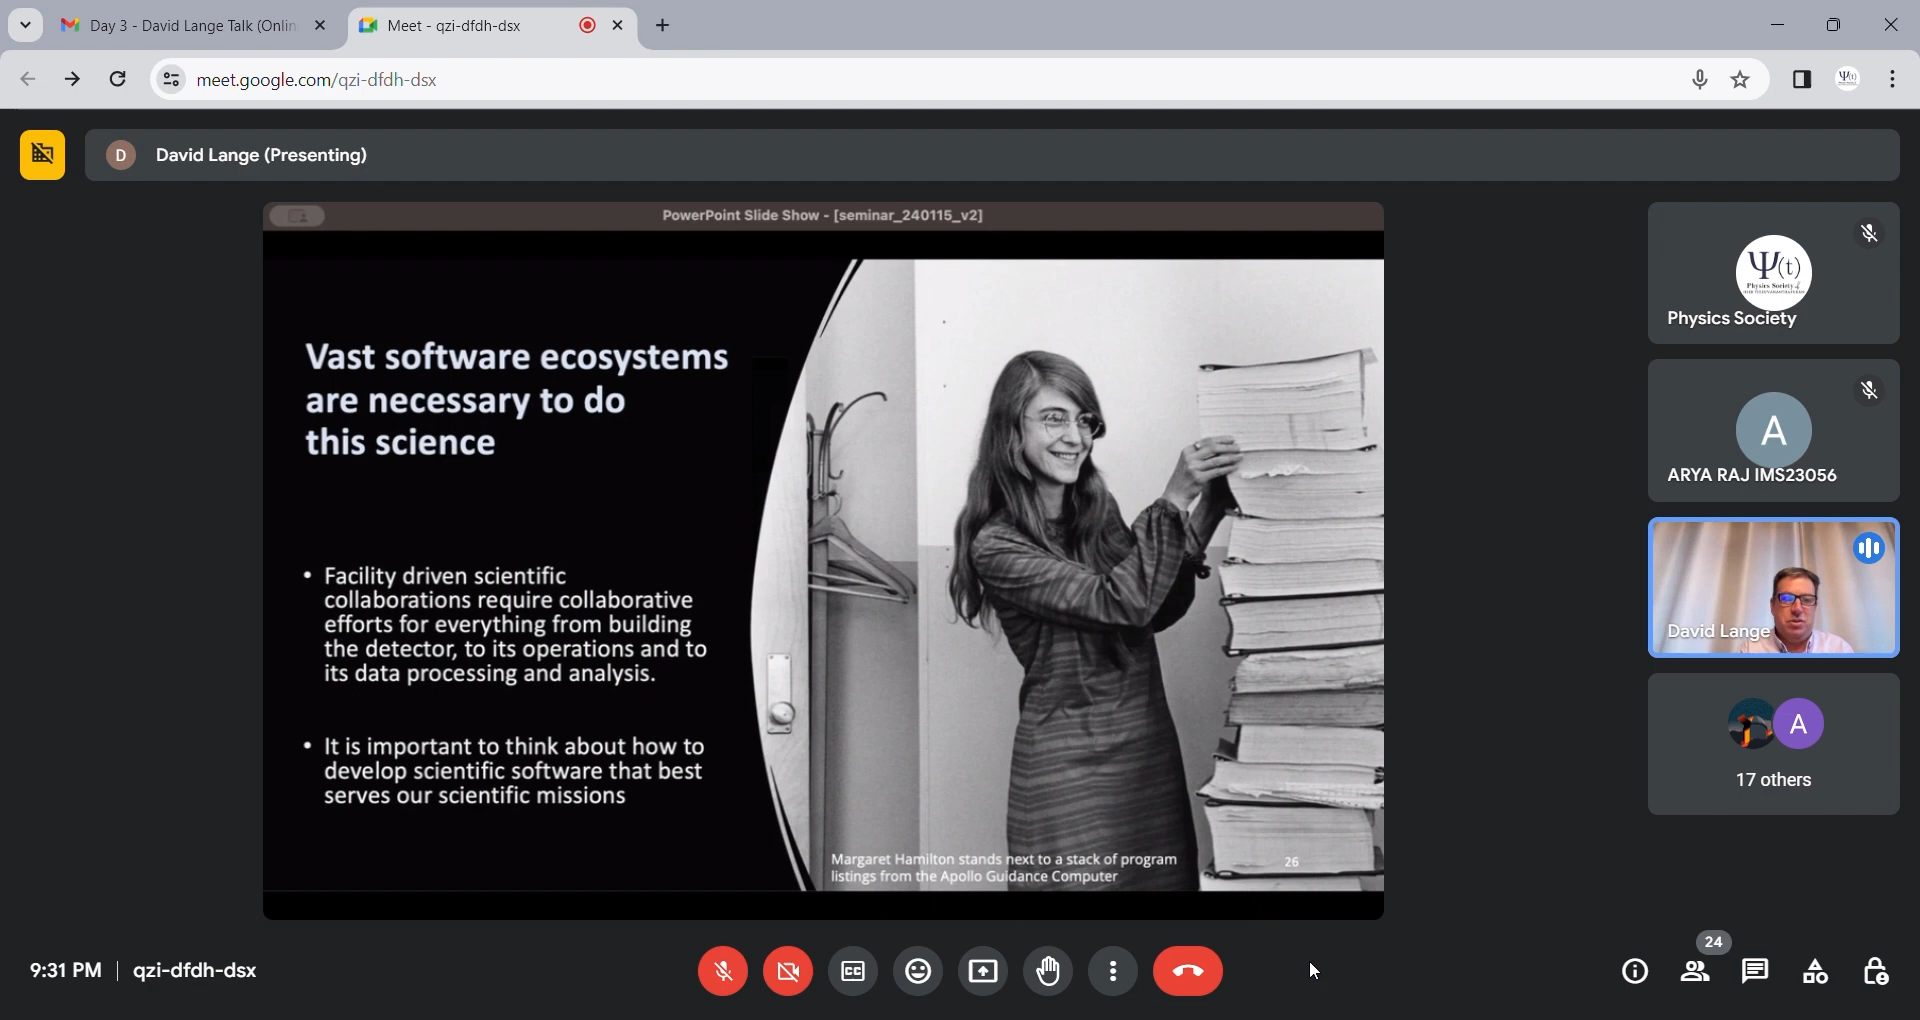 Day 3 - David Lange Talk (Onlin
Meet - qzi-dfdh-dsx
meet.google.com/qzi-dfdh-dsx
Ψ(t)
D
David Lange (Presenting)
PowerPoint Slide Show - [seminar_240115_v2]
Vast software ecosystems
are necessary to do
this science
• Facility driven scientific
collaborations require collaborative
efforts for everything from building
the detector, to its operations and to
its data processing and analysis.
• It is important to think about how to
develop scientific software that best
serves our scientific missions
Margaret Hamilton stands next to a stack of program
listings from the Apollo Guidance Computer
26
Ψ(t)
Physics Society of
Physics Society
A
ARYA RAJ IMS23056
David Lange
A
17 others
9:31 PM | qzi-dfdh-dsx
CC
24